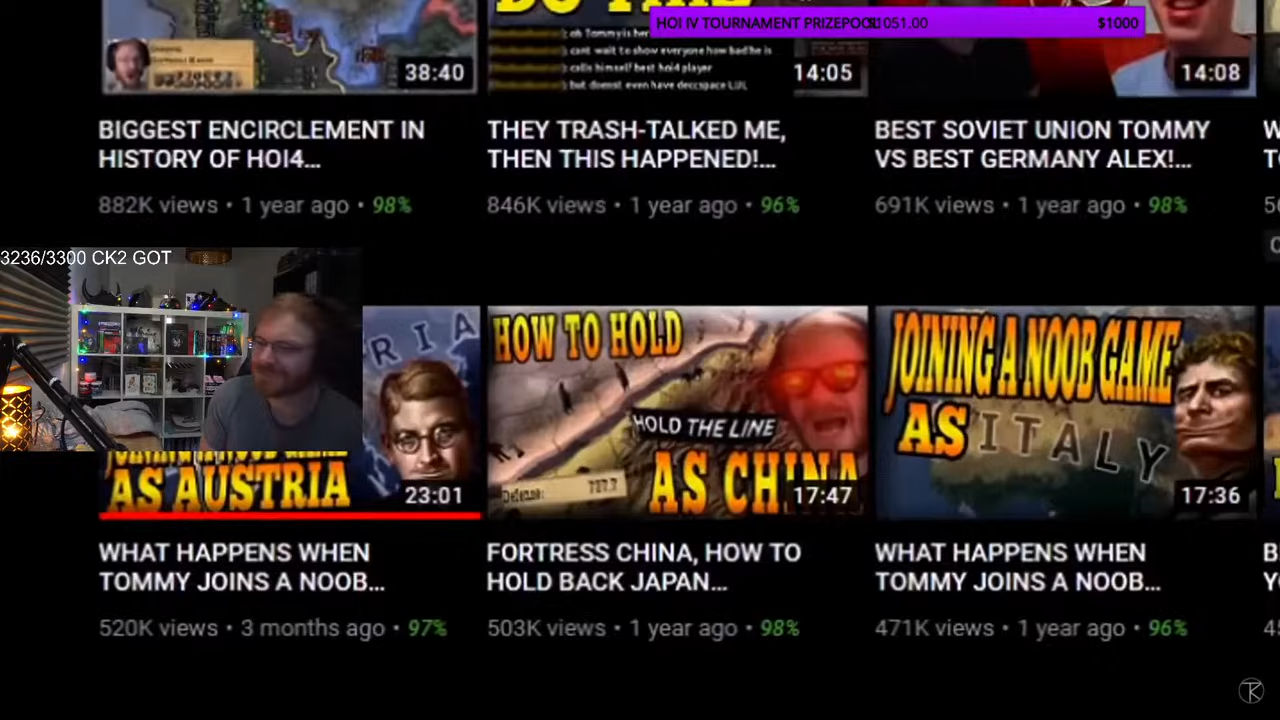 HOI IV TOURNAMENT PRIZEPOOL
1051.00
$1000
38:40
14:05
14:08
BIGGEST ENCIRCLEMENT IN
HISTORY OF HOI4...
882K views • 1 year ago • 98%
THEY TRASH-TALKED ME,
THEN THIS HAPPENED!...
846K views • 1 year ago • 96%
BEST SOVIET UNION TOMMY
VS BEST GERMANY ALEX!...
691K views • 1 year ago • 98%
3236/3300 CK2 GOT
RIA
AS AUSTRIA
23:01
HOW TO HOLD
HOLD THE LINE
AS CHINA
Defense:
17:47
JOINING A NOOB GAME
AS ITALY
17:36
WHAT HAPPENS WHEN
TOMMY JOINS A NOOB...
520K views • 3 months ago • 97%
FORTRESS CHINA, HOW TO
HOLD BACK JAPAN...
503K views • 1 year ago • 98%
WHAT HAPPENS WHEN
TOMMY JOINS A NOOB...
471K views • 1 year ago • 96%